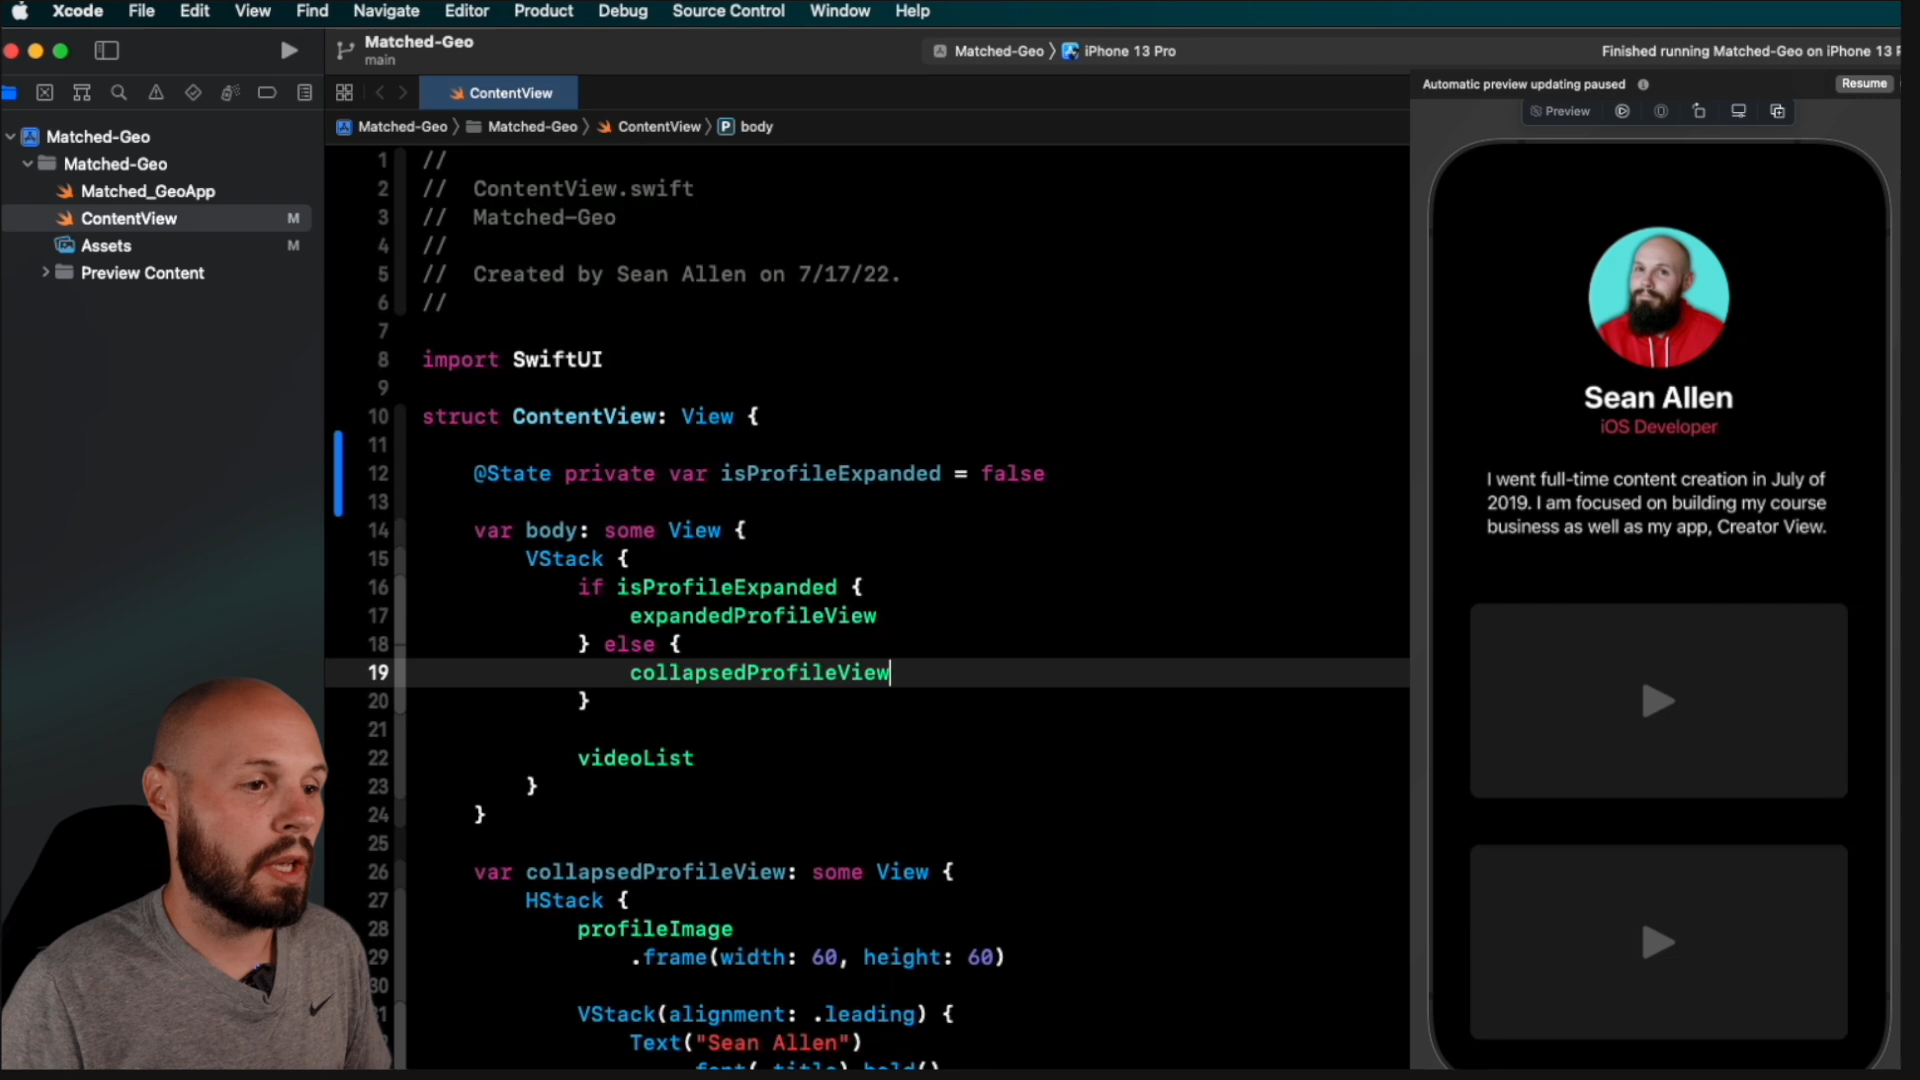 Xcode File Edit View Find Navigate Editor Product Debug Source Control Window Help
Matched-Geo
main
Matched-Geo iPhone 13 Pro
Finished running Matched-Geo on iPhone 13
ContentView
Automatic preview updating paused Resume
Preview
Matched-Geo Matched-Geo ContentView P body
Matched-Geo
Matched-Geo
Matched_GeoApp
ContentView M
Assets M
Preview Content
1 //
2 // ContentView.swift
3 // Matched-Geo
4 //
5 // Created by Sean Allen on 7/17/22.
6 //
7
8 import SwiftUI
9
10 struct ContentView: View {
11
12 @State private var isProfileExpanded = false
13
14 var body: some View {
15 VStack {
16 if isProfileExpanded {
17 expandedProfileView
18 } else {
19 collapsedProfileView
20 }
21
22 videoList
23 }
24 }
25
26 var collapsedProfileView: some View {
27 HStack {
28 profileImage
29 .frame(width: 60, height: 60)
30
VStack(alignment: .leading) {
Text("Sean Allen")
.font(.title).bold()
Sean Allen
iOS Developer
I went full-time content creation in July of
2019. I am focused on building my course
business as well as my app, Creator View.